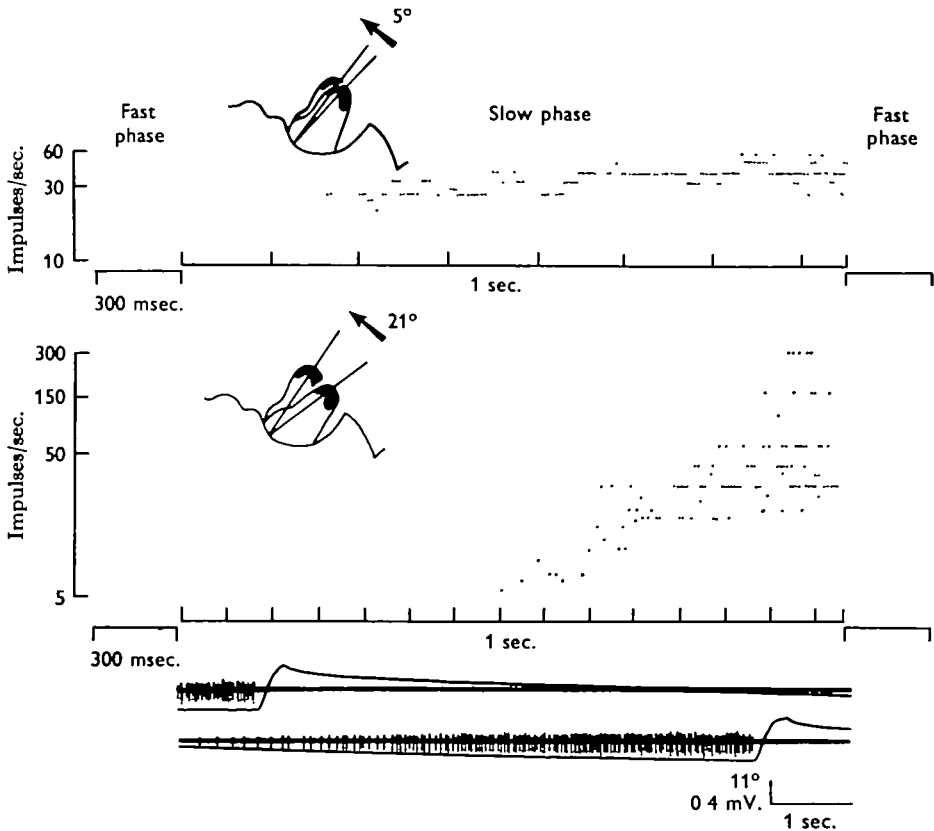 5°
Fast phase
Slow phase
Fast phase
Impulses/sec.
60
30
10
1 sec.
300 msec.
21°
Impulses/sec.
300
150
50
5
1 sec.
300 msec.
11°
0 4 mV.
1 sec.